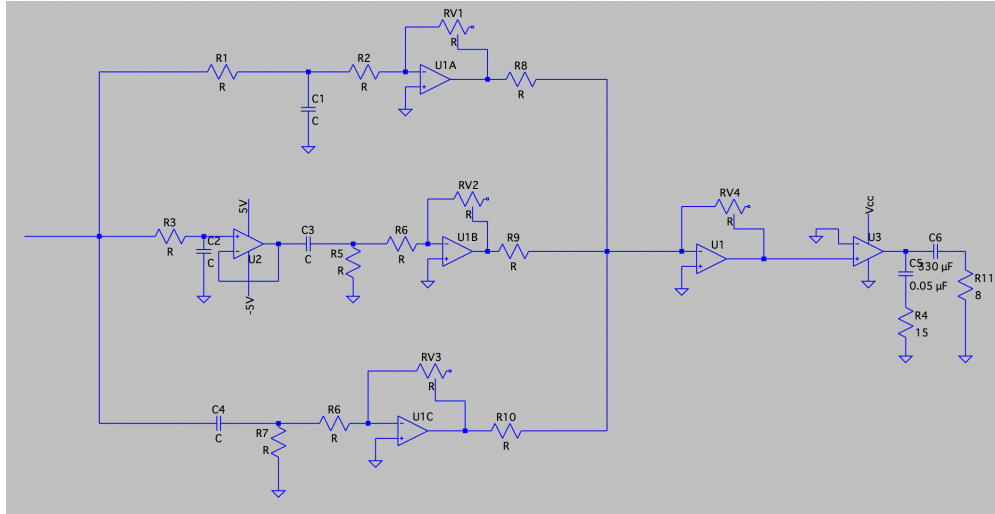 RV1
R
R1
R
R2
R
U1A
R8
R
C1
C
RV2
R
RV4
R
5V
Vcc
R3
R
C2
C
U2
C3
C
R5
R
R6
R
U1B
R9
R
U1
U3
C6
330 µF
C5
0.05 µF
R11
8
-5V
R4
15
RV3
R
C4
C
R7
R
R6
R
U1C
R10
R